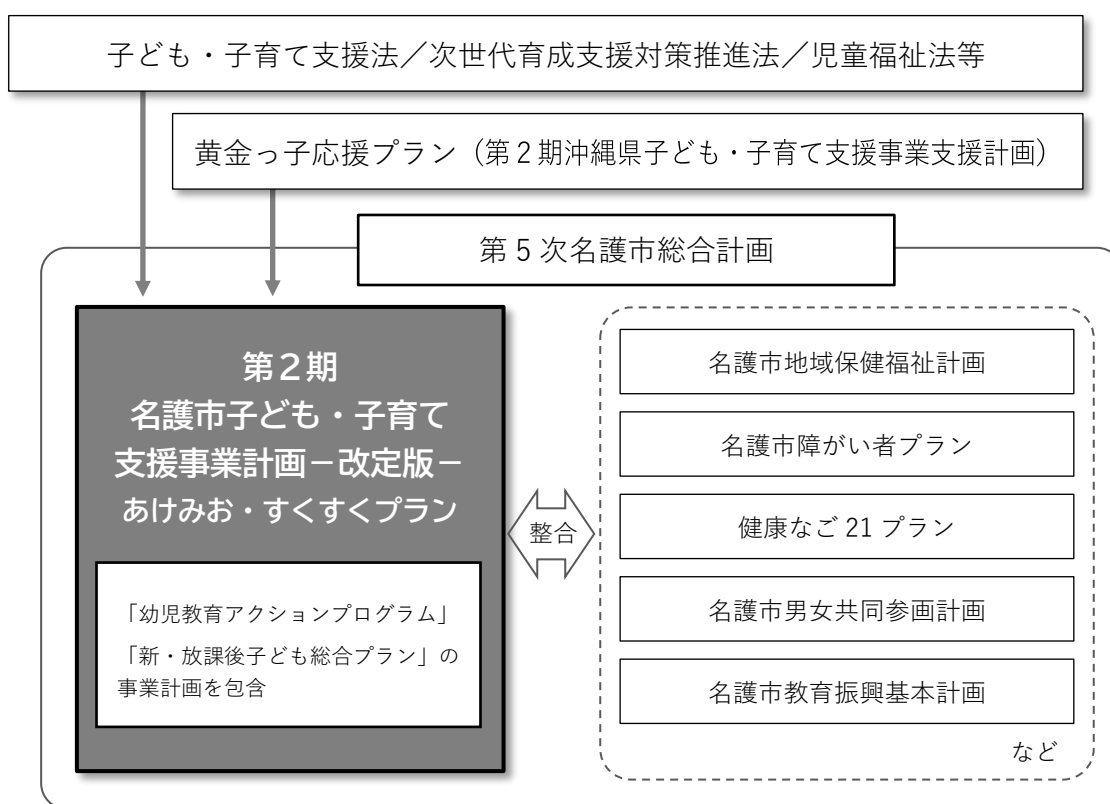 子ども・子育て支援法／次世代育成支援対策推進法／児童福祉法等
黄金っ子応援プラン（第２期沖縄県子ども・子育て支援事業支援計画）
第５次名護市総合計画
第２期
名護市子ども・子育て
支援事業計画－改定版－
あけみお・すくすくプラン
「幼児教育アクションプログラム」
「新・放課後子ども総合プラン」の
事業計画を包含
整合
名護市地域保健福祉計画
名護市障がい者プラン
健康なご 21 プラン
名護市男女共同参画計画
名護市教育振興基本計画
など